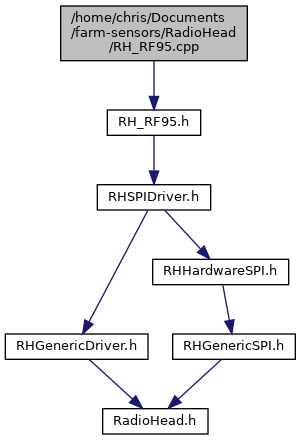 /home/chris/Documents
/farm-sensors/RadioHead
/RH_RF95.cpp
RH_RF95.h
RHSPIDriver.h
RHHardwareSPI.h
RHGenericDriver.h
RHGenericSPI.h
RadioHead.h